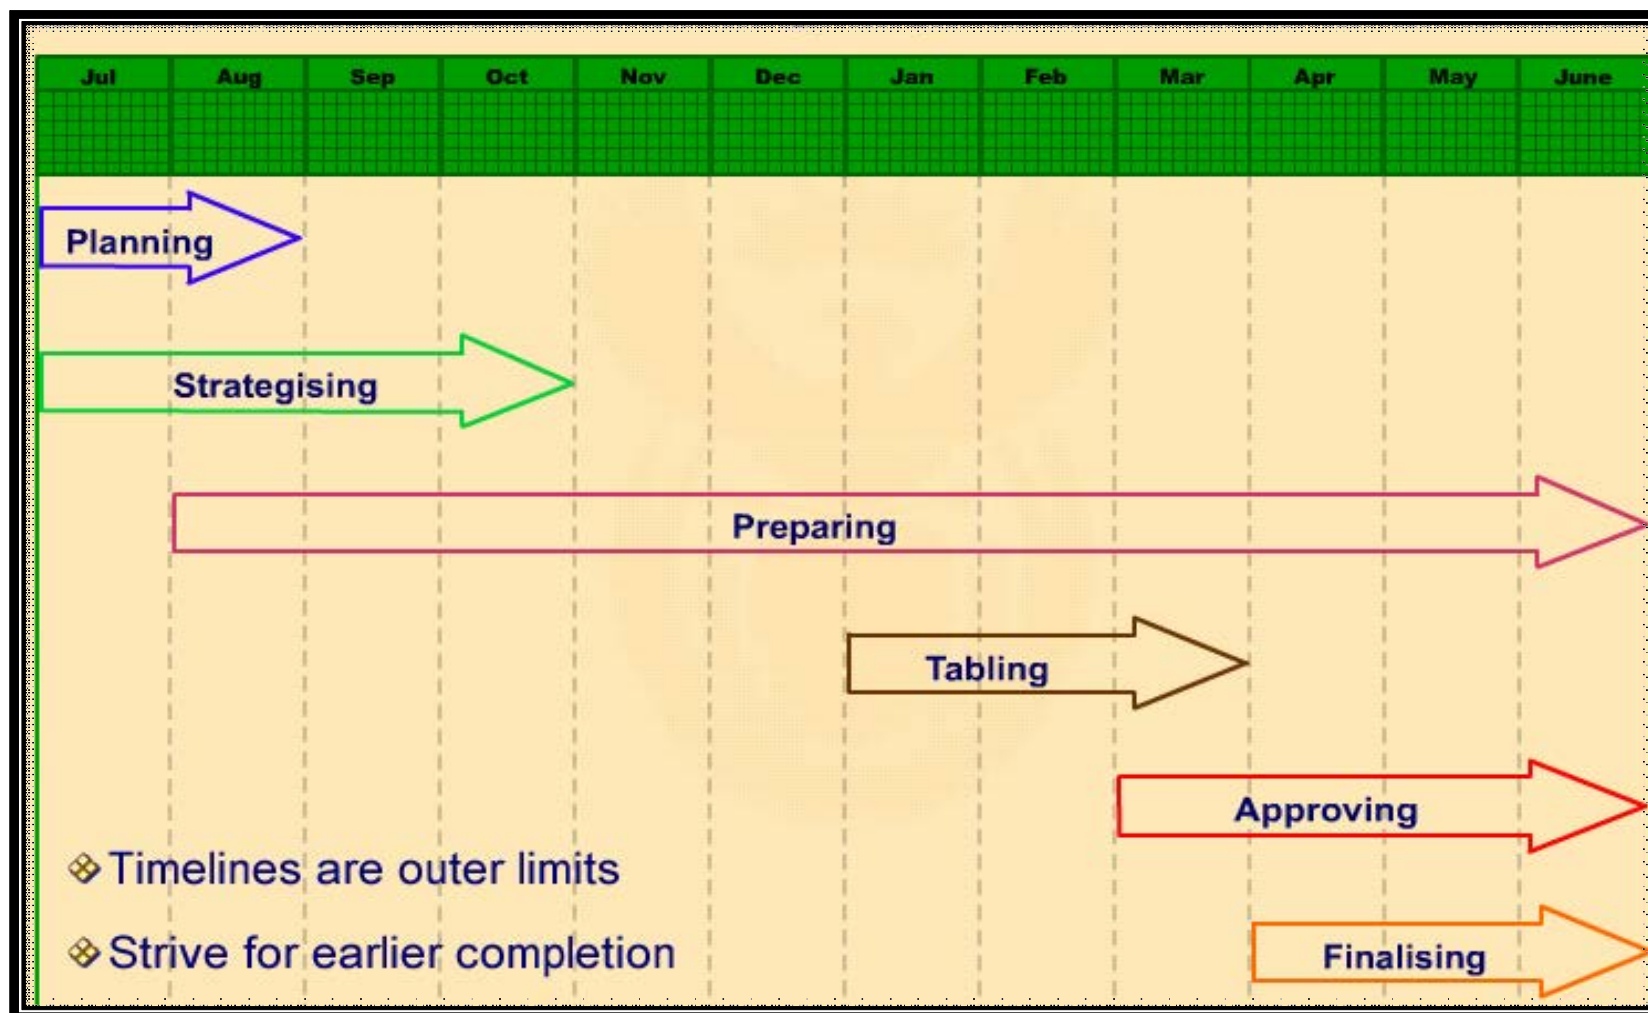 Jul Aug Sep Oct Nov Dec Jan Feb Mar Apr May June
Planning
Strategising
Preparing
Tabling
Approving
Timelines are outer limits
Strive for earlier completion
Finalising